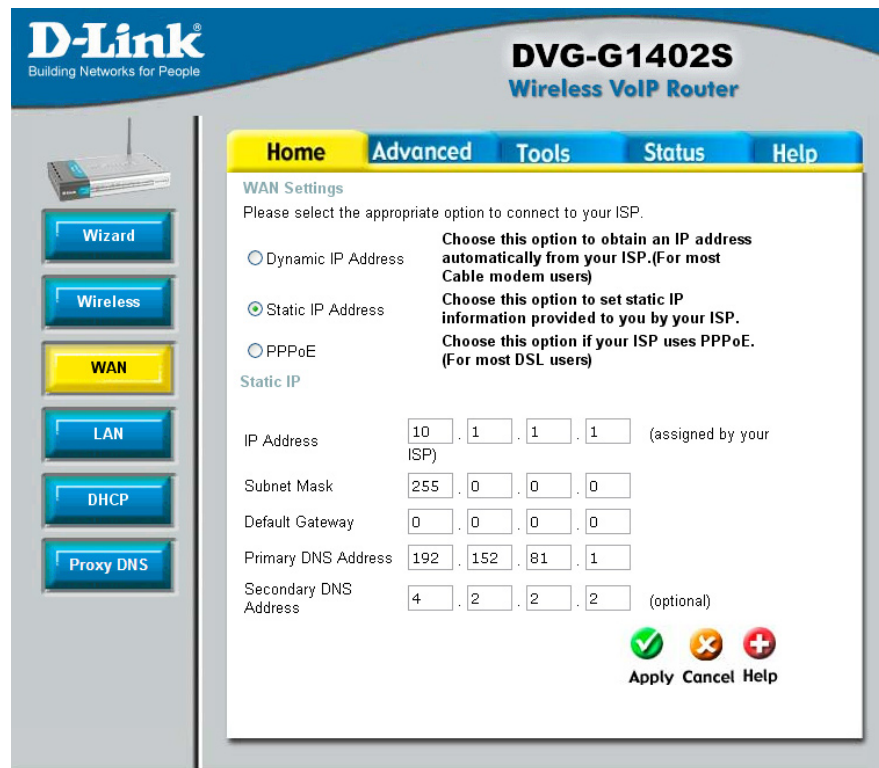 D-Link
Building Networks for People
DVG-G1402S
Wireless VoIP Router
Home Advanced Tools Status Help
Wizard
Wireless
WAN
LAN
DHCP
Proxy DNS
WAN Settings
Please select the appropriate option to connect to your ISP.
Dynamic IP Address
Choose this option to obtain an IP address
automatically from your ISP.(For most
Cable modem users)
Static IP Address
Choose this option to set static IP
information provided to you by your ISP.
PPPoE
Choose this option if your ISP uses PPPoE.
(For most DSL users)
Static IP
IP Address 10 . 1 . 1 . 1 (assigned by your
ISP)
Subnet Mask 255 . 0 . 0 . 0
Default Gateway 0 . 0 . 0 . 0
Primary DNS Address 192 . 152 . 81 . 1
Secondary DNS
Address 4 . 2 . 2 . 2 (optional)
Apply Cancel Help